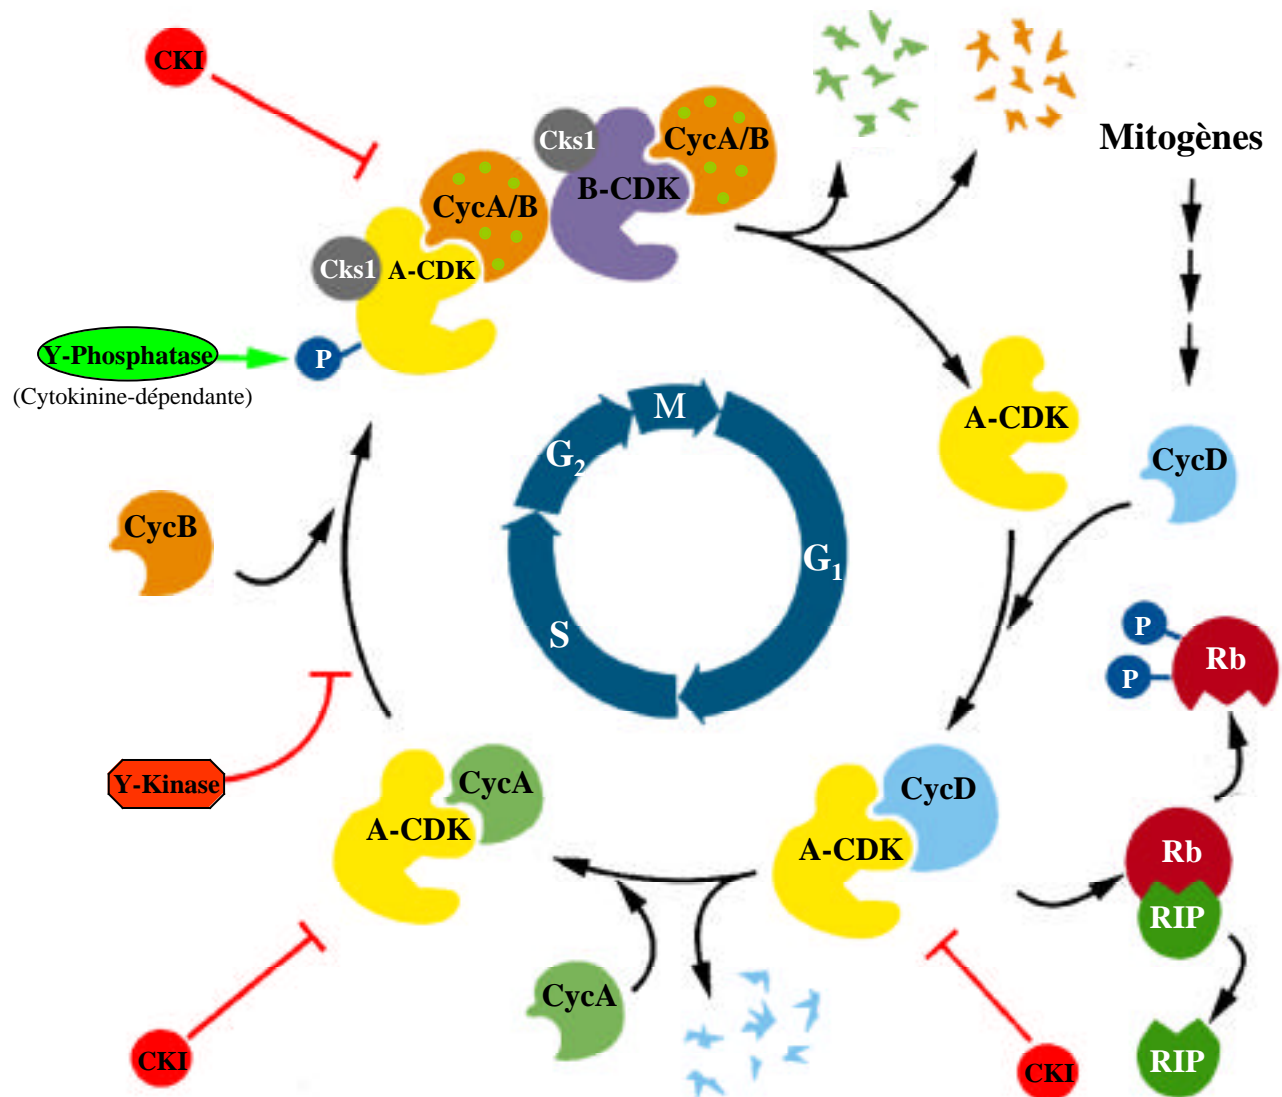 CKI
Mitogènes
Cks1
CycA/B
B-CDK
CycA/B
Cks1
A-CDK
Y-Phosphatase
P
(Cytokinine-dépendante)
M
A-CDK
G2
CycD
CycB
G1
S
P
Rb
P
Y-Kinase
CycA
A-CDK
CycD
A-CDK
Rb
RIP
CycA
CKI
CKI
RIP